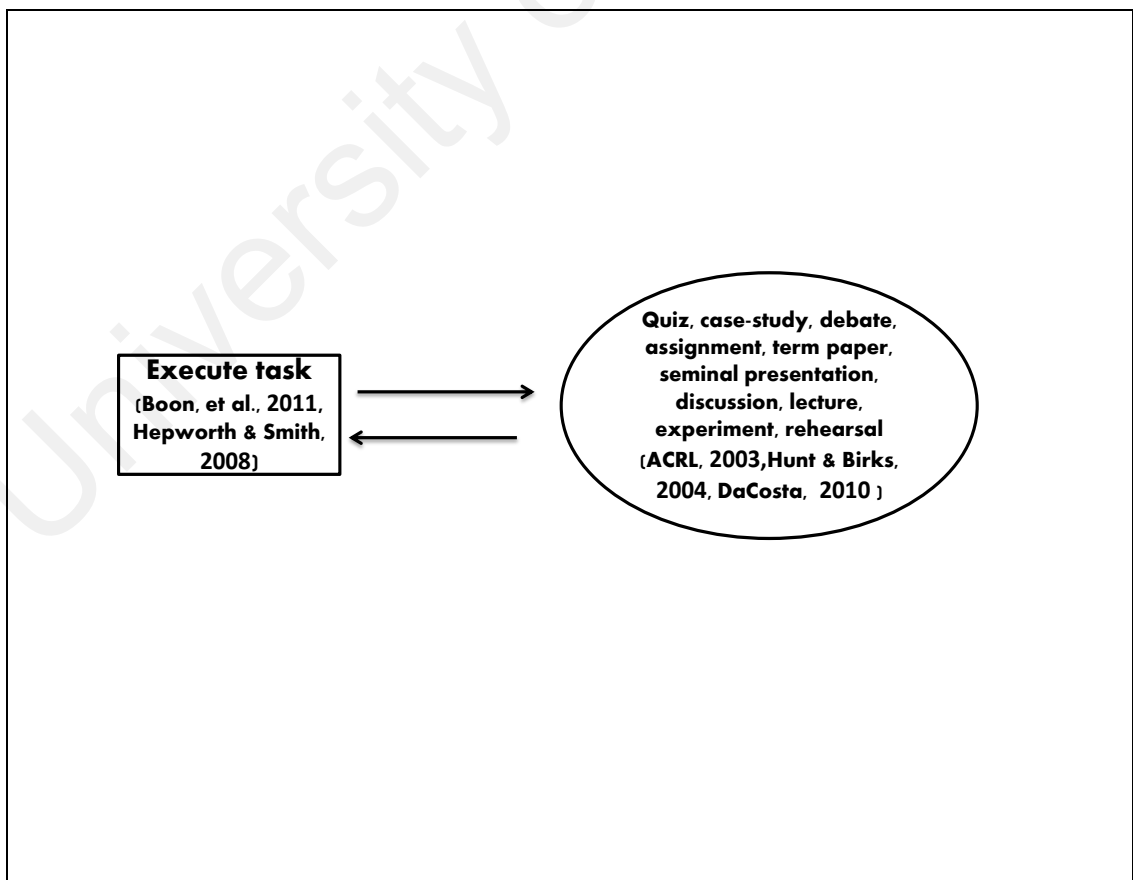 Execute task
(Boon, et al., 2011,
Hepworth & Smith,
2008)
Quiz, case-study, debate,
assignment, term paper,
seminal presentation,
discussion, lecture,
experiment, rehearsal
(ACRL, 2003,Hunt & Birks,
2004, DaCosta,  2010 )
University